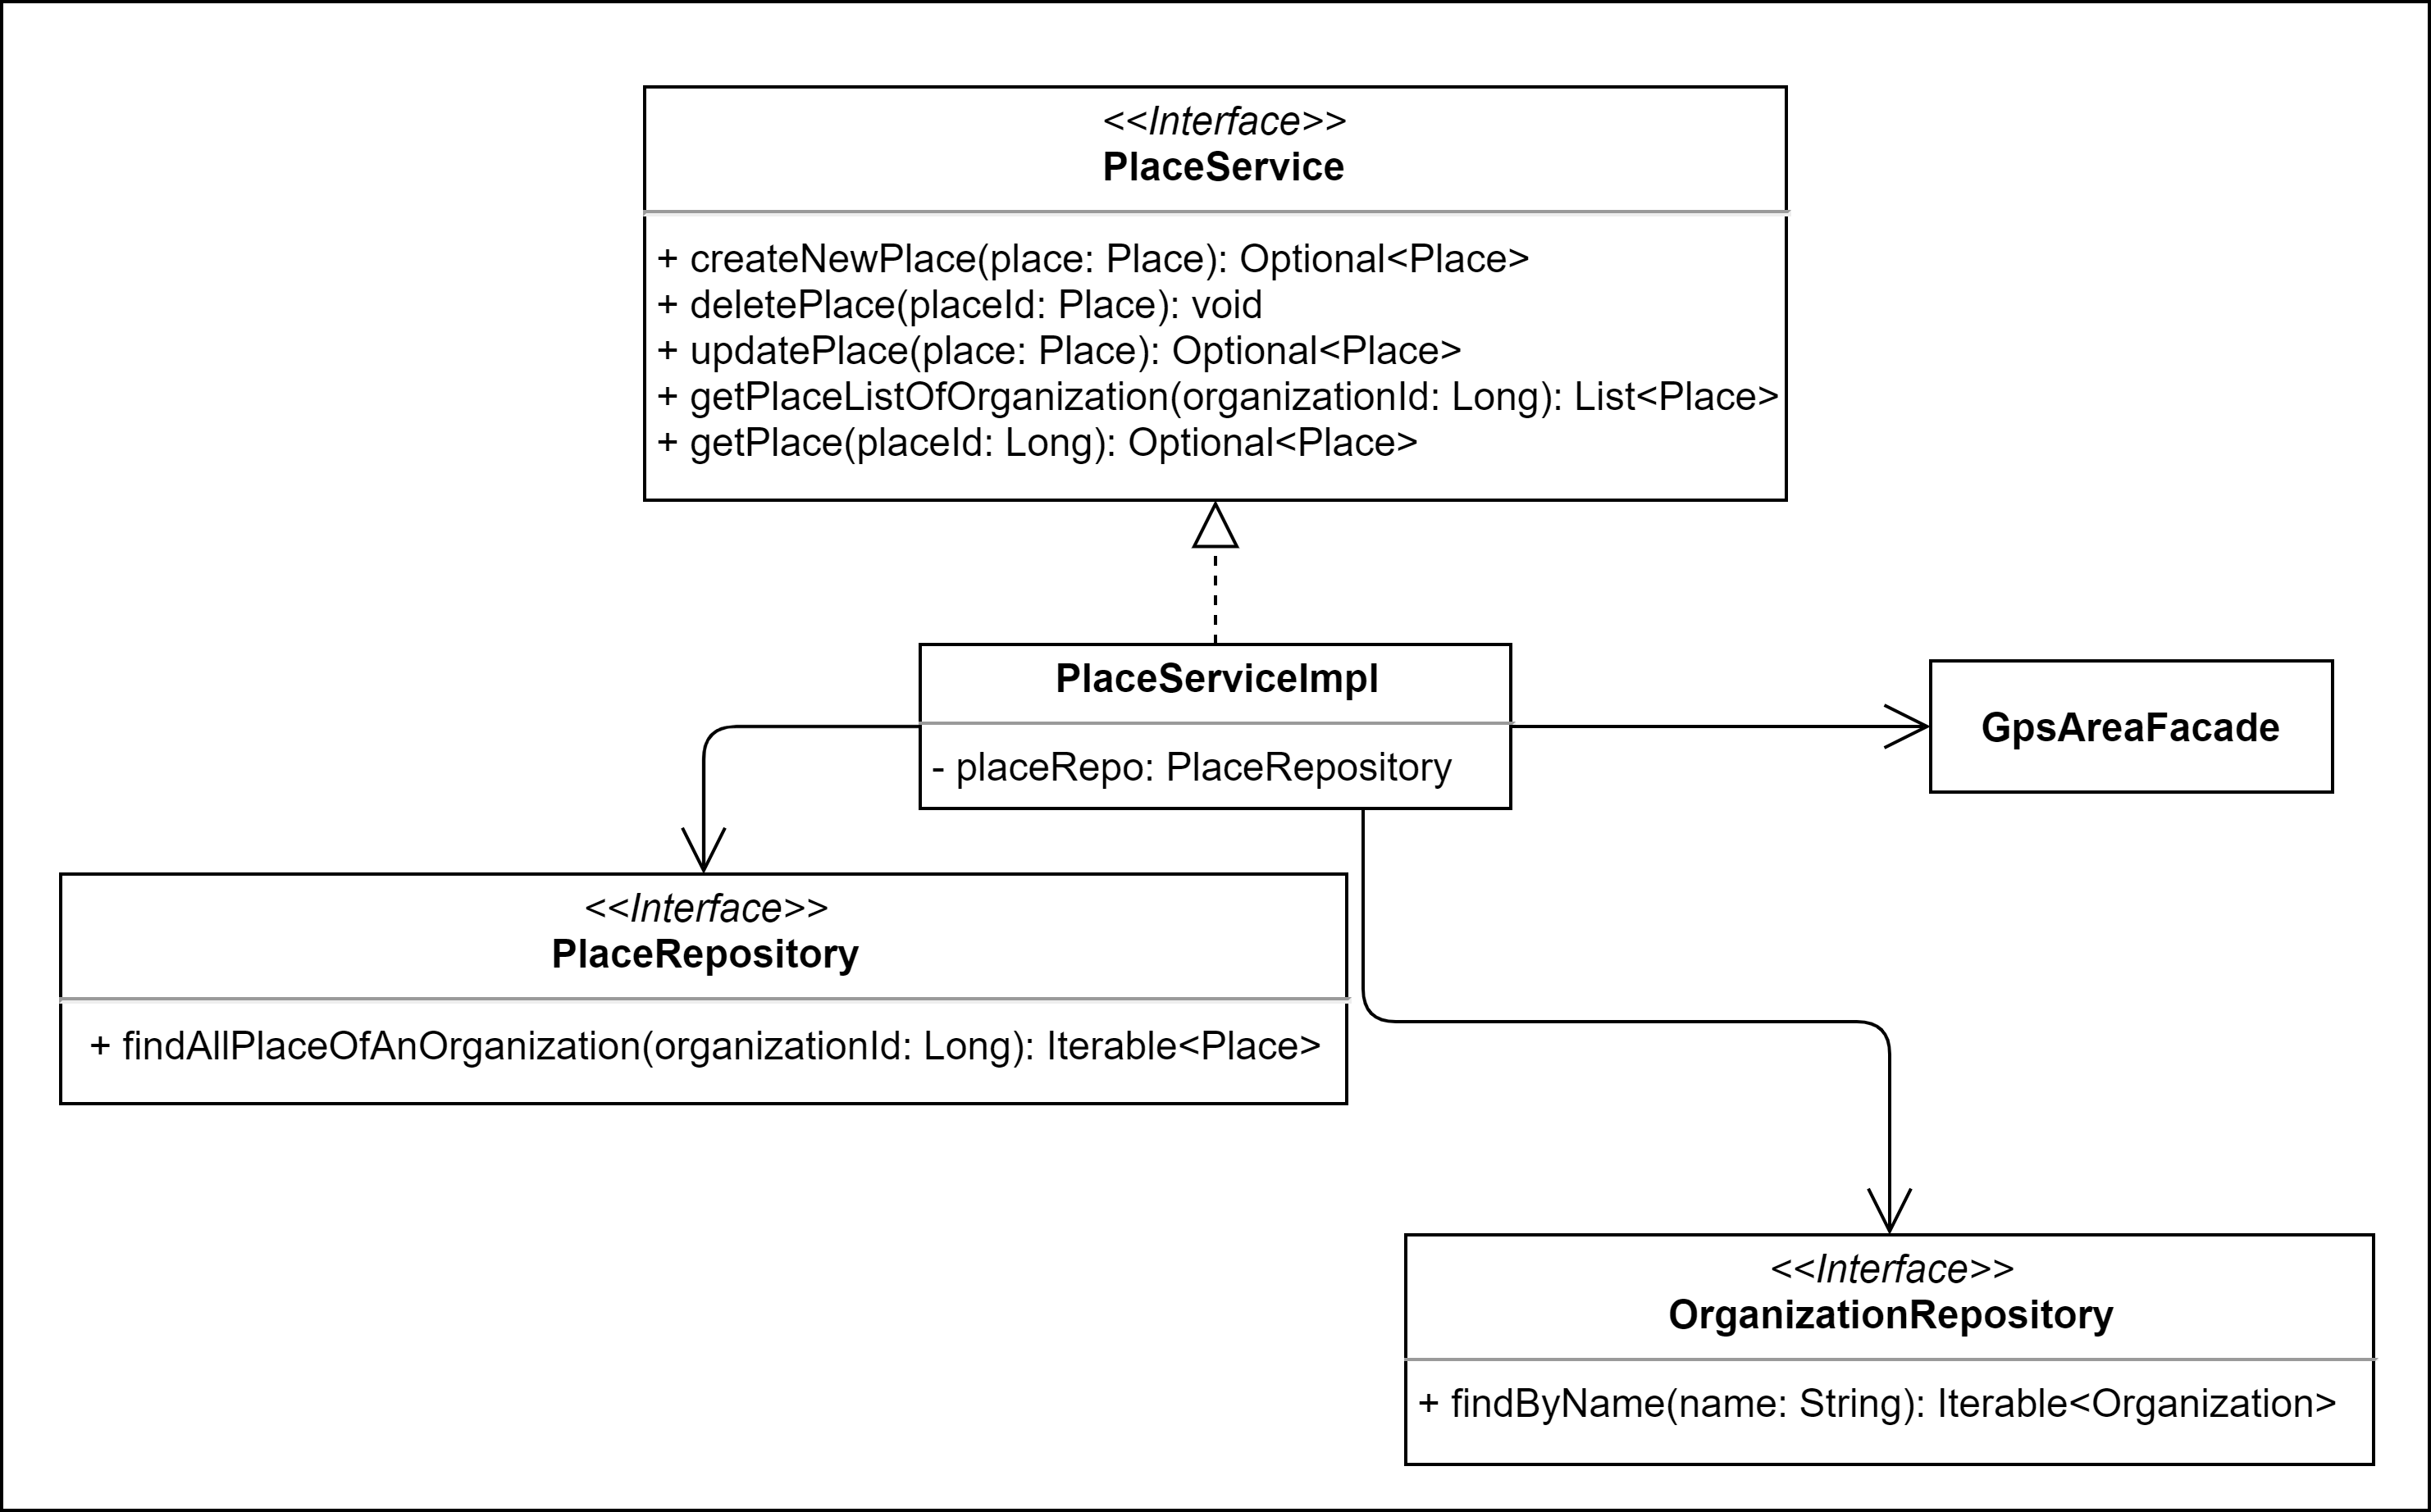 <<Interface>>
PlaceService
+ createNewPlace(place: Place): Optional<Place>
+ deletePlace(placeId: Place): void
+ updatePlace(place: Place): Optional<Place>
+ getPlaceListOfOrganization(organizationId: Long): List<Place>
+ getPlace(placeId: Long): Optional<Place>
PlaceServiceImpl
- placeRepo: PlaceRepository
GpsAreaFacade
<<Interface>>
PlaceRepository
+ findAllPlaceOfAnOrganization(organizationId: Long): Iterable<Place>
<<Interface>>
OrganizationRepository
+ findByName(name: String): Iterable<Organization>